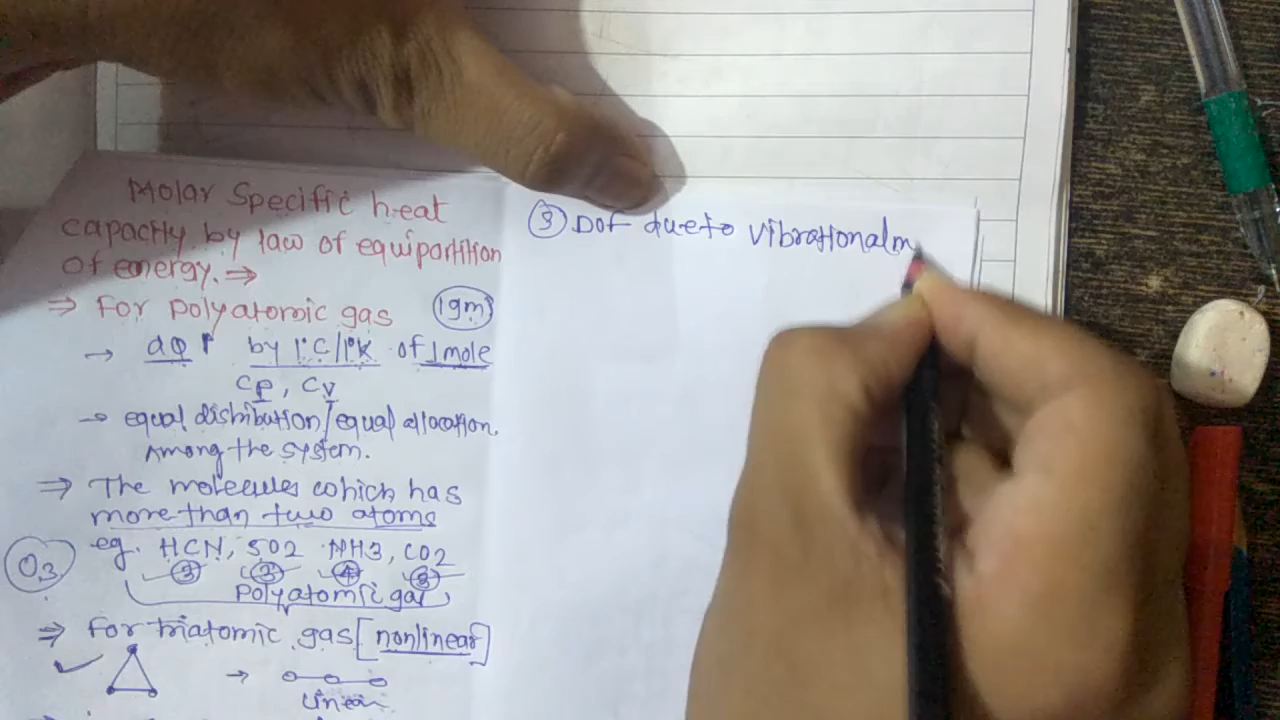 Molar Specific heat
capacity by law of equipartition
of energy. ⇒
⇒ For polyatomic gas (1gm)
→ dQ ↑ by 1°C/1°K of 1mole
Cp, Cv
→ equal distribution/equal allocation
Among the system.
⇒ The molecules which has
more than two atoms
eg. HCN, SO2 NH3, CO2
O3 3 3 4 3
Polyatomic gas
⇒ for triatomic gas [nonlinear]
→
Linear
③ DOF due to vibrational m